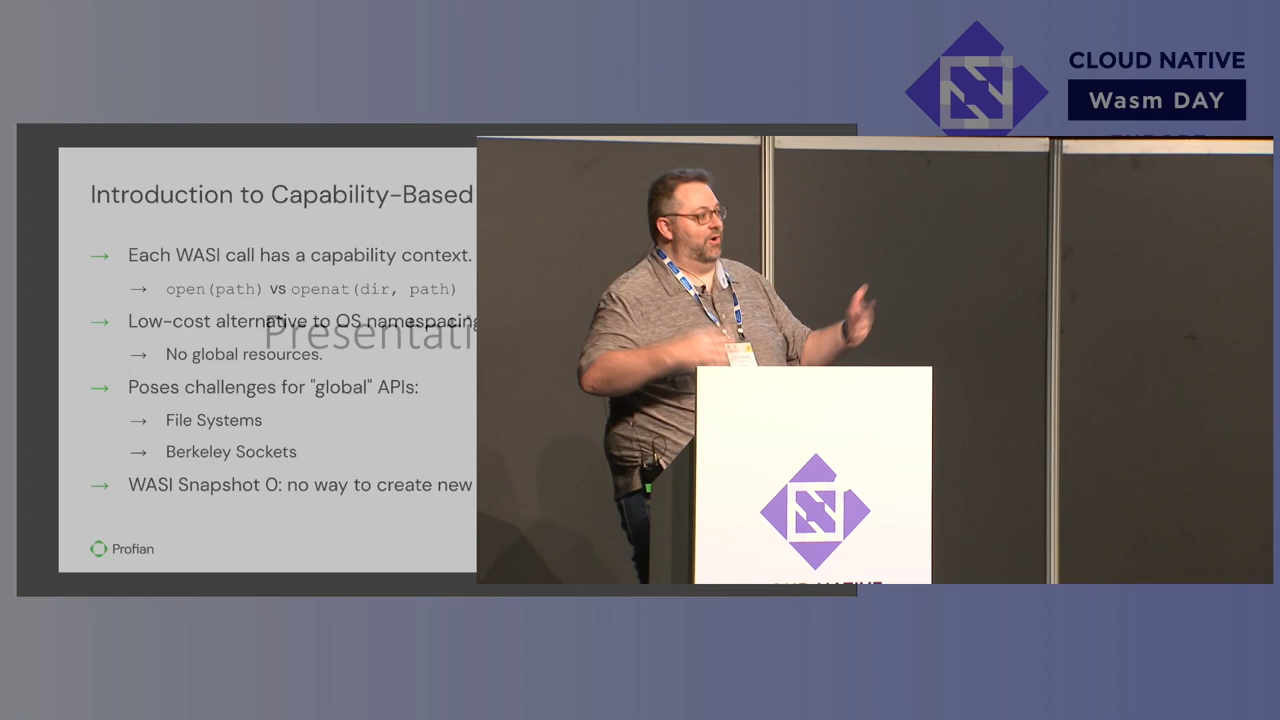 CLOUD NATIVE
Wasm DAY
Introduction to Capability-Based
→ Each WASI call has a capability context.
→ open(path) vs openat(dir, path)
→ Low-cost alternative to OS namespacing
Presentati
→ No global resources.
→ Poses challenges for "global" APIs:
→ File Systems
→ Berkeley Sockets
→ WASI Snapshot 0: no way to create new
Profian